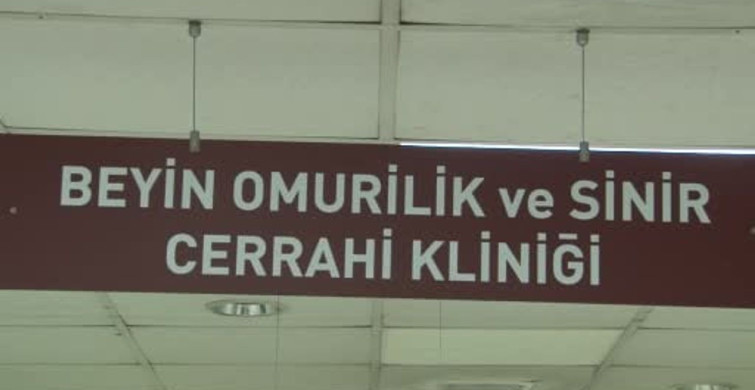 BEYİN OMURİLİK ve SİNİR
CERRAHİ KLİNİĞİ